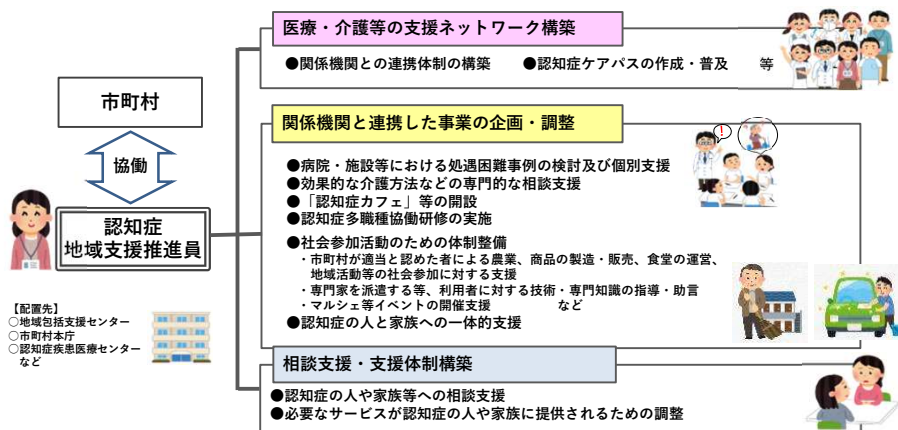 医療・介護等の支援ネットワーク構築
●関係機関との連携体制の構築　●認知症ケアパスの作成・普及　等
市町村
協働
認知症
地域支援推進員
【配置先】
○地域包括支援センター
○市町村本庁
○認知症疾患医療センター
など
関係機関と連携した事業の企画・調整
!
●病院・施設等における処遇困難事例の検討及び個別支援
●効果的な介護方法などの専門的な相談支援
●「認知症カフェ」等の開設
●認知症多職種協働研修の実施
●社会参加活動のための体制整備
・市町村が適当と認めた者による農業、商品の製造・販売、食堂の運営、
地域活動等の社会参加に対する支援
・専門家を派遣する等、利用者に対する技術・専門知識の指導・助言
・マルシェ等イベントの開催支援　など
●認知症の人と家族への一体的支援
相談支援・支援体制構築
●認知症の人や家族等への相談支援
●必要なサービスが認知症の人や家族に提供されるための調整